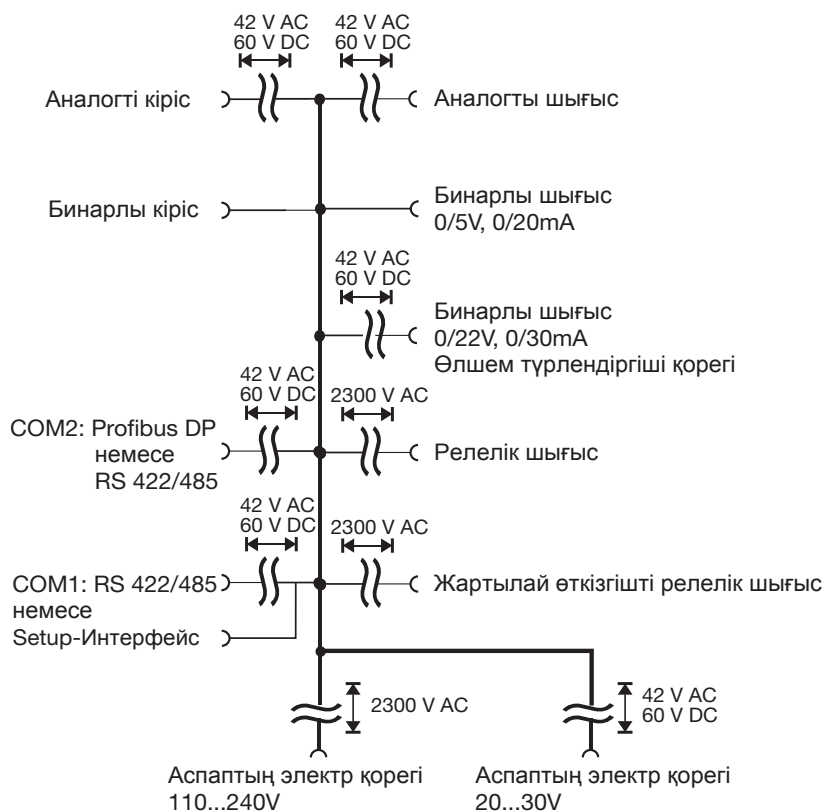 42 V AC
60 V DC
42 V AC
60 V DC
Аналогті кіріс
Аналогты шығыс
Бинарлы кіріс
Бинарлы шығыс
0/5V, 0/20mA
42 V AC
60 V DC
Бинарлы шығыс
0/22V, 0/30mA
Өлшем түрлендіргіші қорегі
42 V AC
60 V DC
2300 V AC
COM2: Profibus DP
немесе
RS 422/485
Релелік шығыс
42 V AC
60 V DC
2300 V AC
COM1: RS 422/485
немесе
Setup-Интерфейс
Жартылай өткізгішті релелік шығыс
2300 V AC
42 V AC
60 V DC
Аспаптың электр қорегі
110...240V
Аспаптың электр қорегі
20...30V